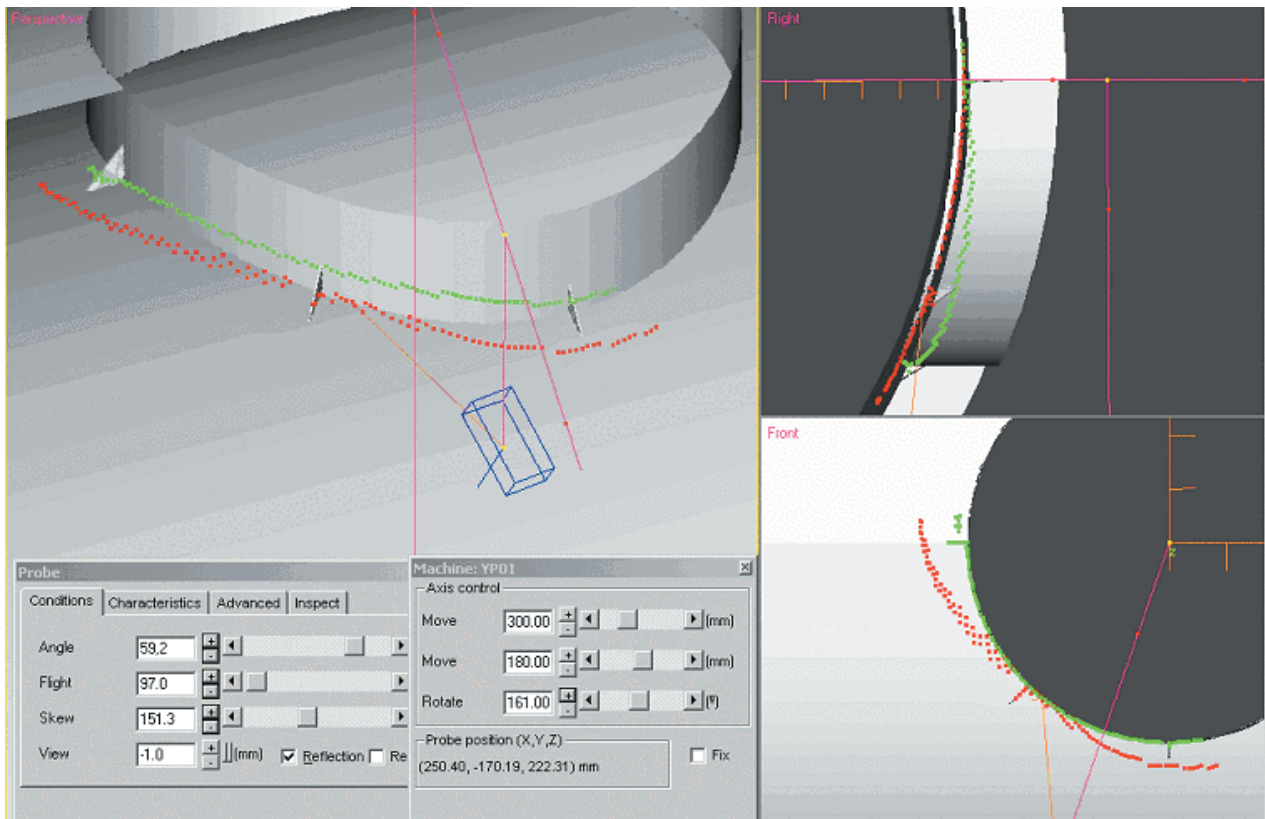 Perspective
Right
Front
Z
Probe
Conditions
Characteristics
Advanced
Inspect
Angle
59.2
+
-
Flight
97.0
+
-
Skew
151.3
+
-
View
-1.0
+
-
(mm)
Reflection
Re
Machine: YP01
Axis control
Move
300.00
+
-
(mm)
Move
180.00
+
-
(mm)
Rotate
161.00
+
-
(º)
Probe position (X,Y,Z)
(250.40, -170.19, 222.31) mm
Fix